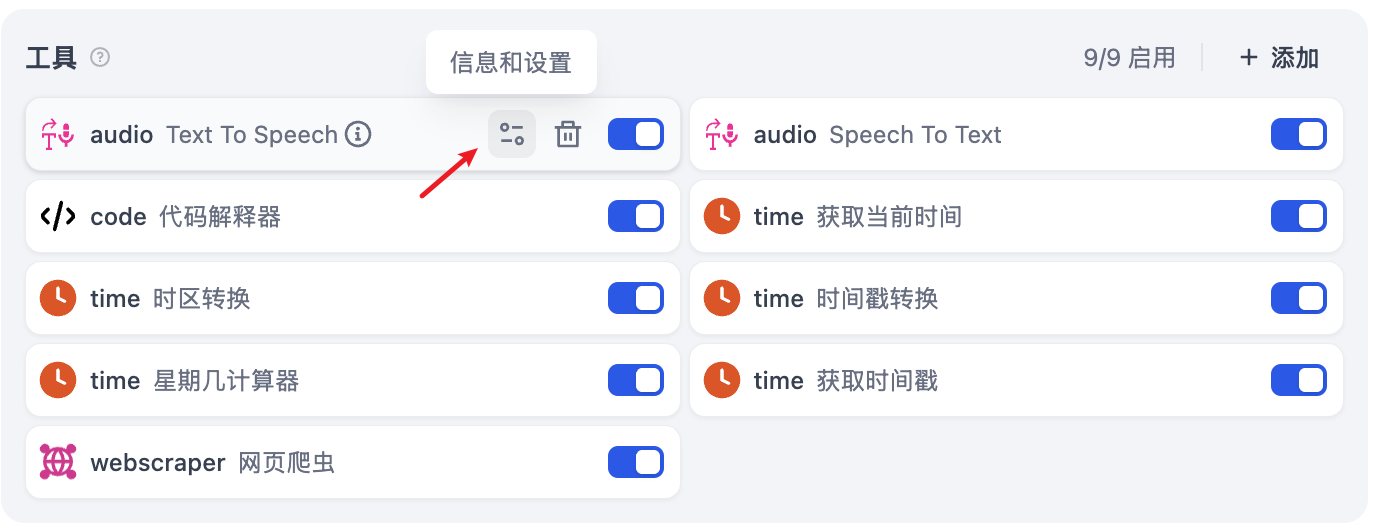 工具
信息和设置
9/9 启用
添加
audio Text To Speech
audio Speech To Text
code 代码解释器
time 获取当前时间
time 时区转换
time 时间戳转换
time 星期几计算器
time 获取时间戳
webscraper 网页爬虫